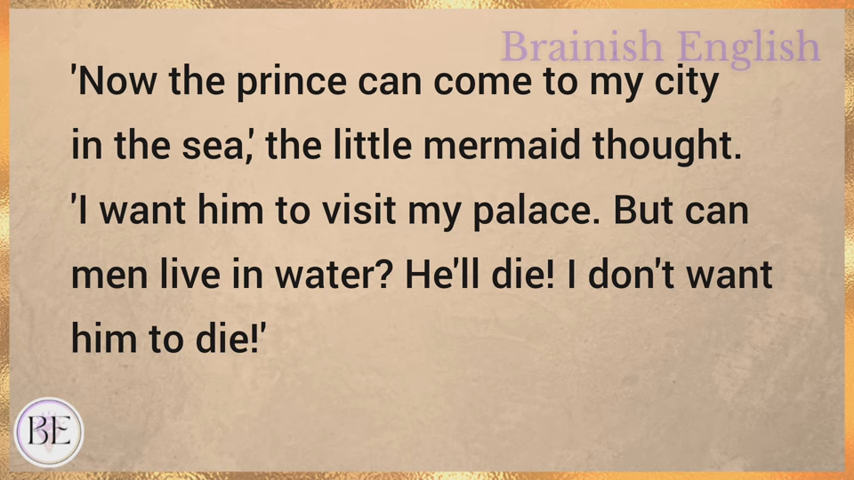 Brainish English
'Now the prince can come to my city
in the sea,' the little mermaid thought.
'I want him to visit my palace. But can
men live in water? He'll die! I don't want
him to die!'
BE